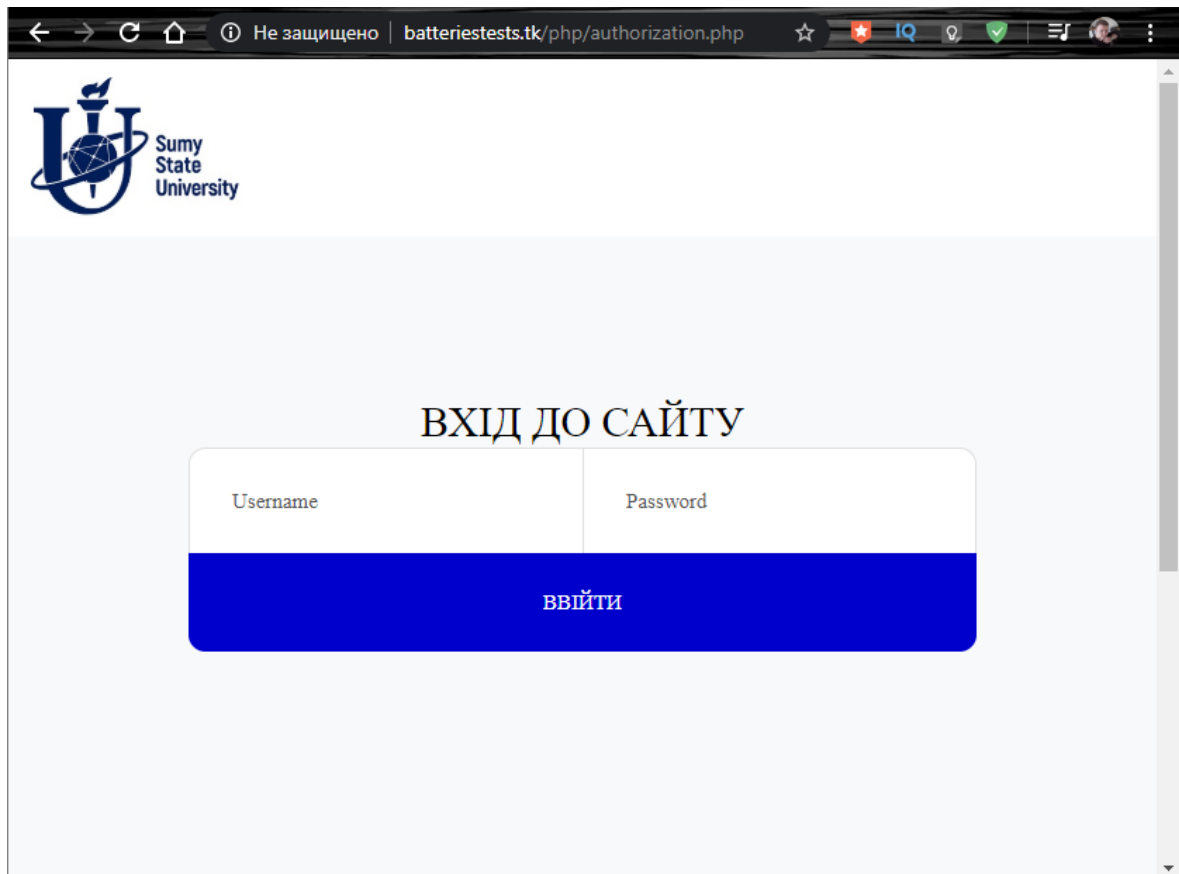 Не защищено | batteriestests.tk/php/authorization.php
IQ
Sumy
State
University
ВХІД ДО САЙТУ
Username Password
ВВІЙТИ